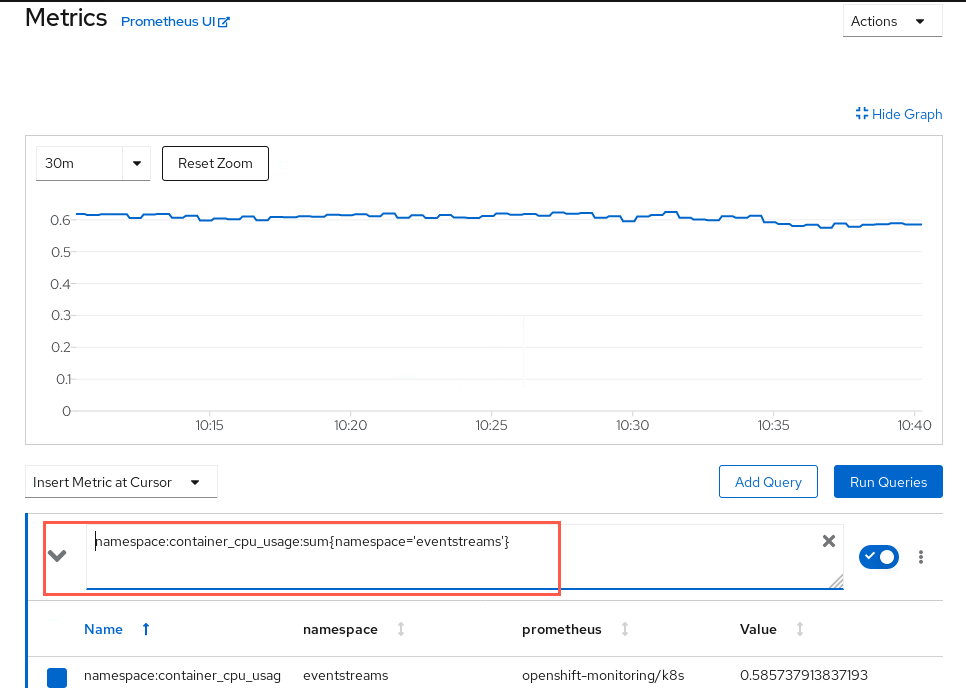 Metrics Prometheus UI Actions
Hide Graph
30m Reset Zoom
0.6
0.5
0.4
0.3
0.2
0.1
0
10:15 10:20 10:25 10:30 10:35 10:40
Insert Metric at Cursor Add Query Run Queries
namespace:container_cpu_usage:sum{namespace='eventstreams'}
Name namespace prometheus Value
namespace:container_cpu_usag eventstreams openshift-monitoring/k8s 0.585737913837193